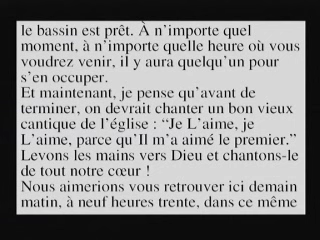 le bassin est prêt. À n’importe quel
moment, à n’importe quelle heure où vous
voudrez venir, il y aura quelqu’un pour
s’en occuper.
Et maintenant, je pense qu’avant de
terminer, on devrait chanter un bon vieux
cantique de l’église : “Je L’aime, je
L’aime, parce qu’Il m’a aimé le premier.”
Levons les mains vers Dieu et chantons-le
de tout notre cœur !
Nous aimerions vous retrouver ici demain
matin, à neuf heures trente, dans ce même